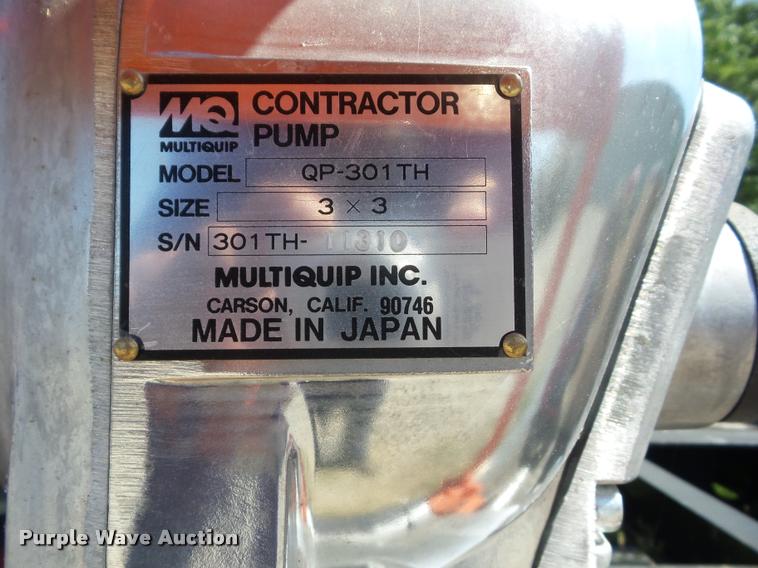 MQ CONTRACTOR
MULTIQUIP PUMP
MODEL QP-301TH
SIZE 3 × 3
S/N 301TH-11310
MULTIQUIP INC.
CARSON, CALIF. 90746
MADE IN JAPAN
Purple Wave Auction®